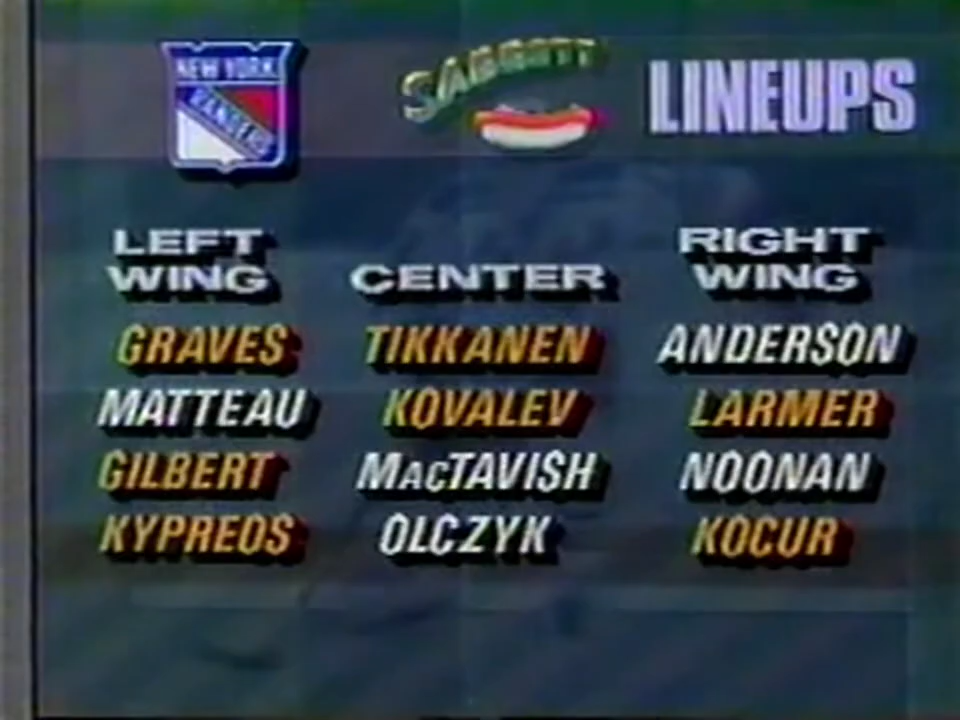 NEW YORK
RANGERS
SABRETT
LINEUPS
LEFT WING
CENTER
RIGHT WING
GRAVES TIKKANEN ANDERSON
MATTEAU KOVALEV LARMER
GILBERT MACTAVISH NOONAN
KYPREOS OLCZYK KOCUR